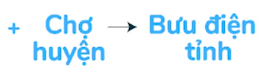 + Chợ → Bưu điện
huyện tỉnh